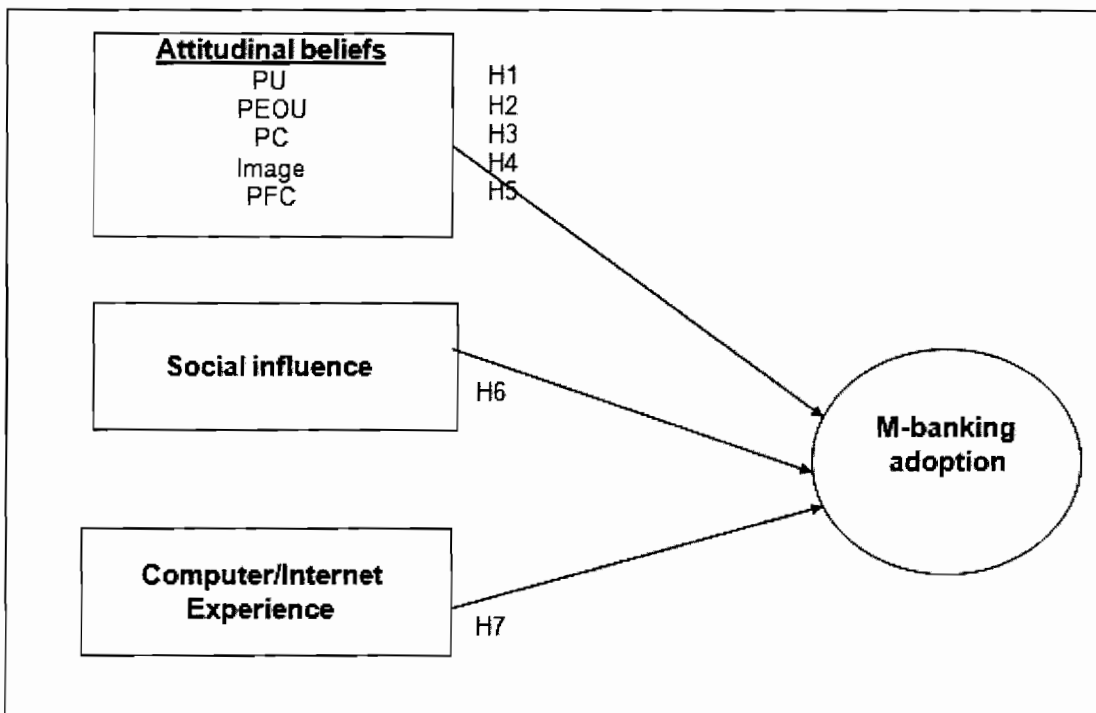 Attitudinal beliefs
PU
PEOU
PC
Image
PFC
H1
H2
H3
H4
H5
Social influence
H6
M-banking
adoption
Computer/Internet
Experience
H7